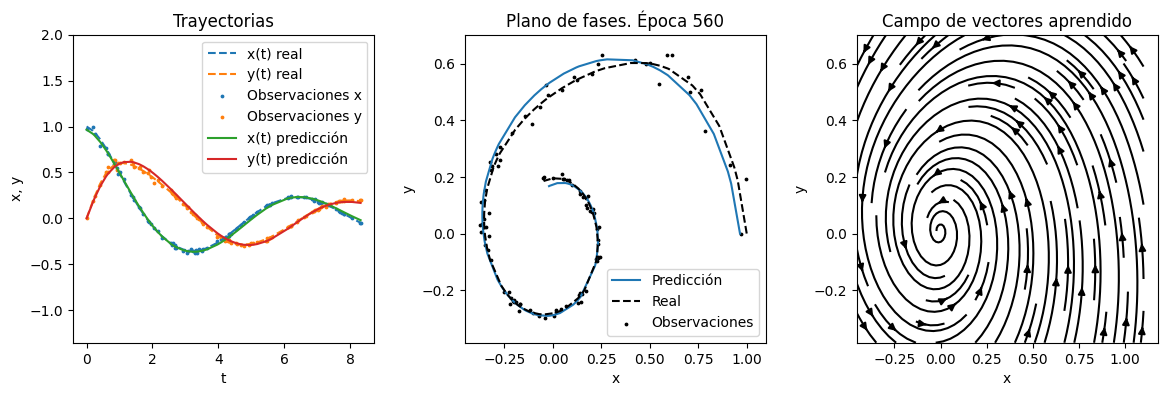 Trayectorias
2.0
1.5
1.0
0.5
0.0
−0.5
−1.0
x, y
0 2 4 6 8
t
x(t) real
y(t) real
Observaciones x
Observaciones y
x(t) predicción
y(t) predicción
Plano de fases. Época 560
0.6
0.4
0.2
0.0
−0.2
y
−0.25 0.00 0.25 0.50 0.75 1.00
x
Predicción
Real
Observaciones
Campo de vectores aprendido
0.6
0.4
0.2
0.0
−0.2
y
−0.25 0.00 0.25 0.50 0.75 1.00
x